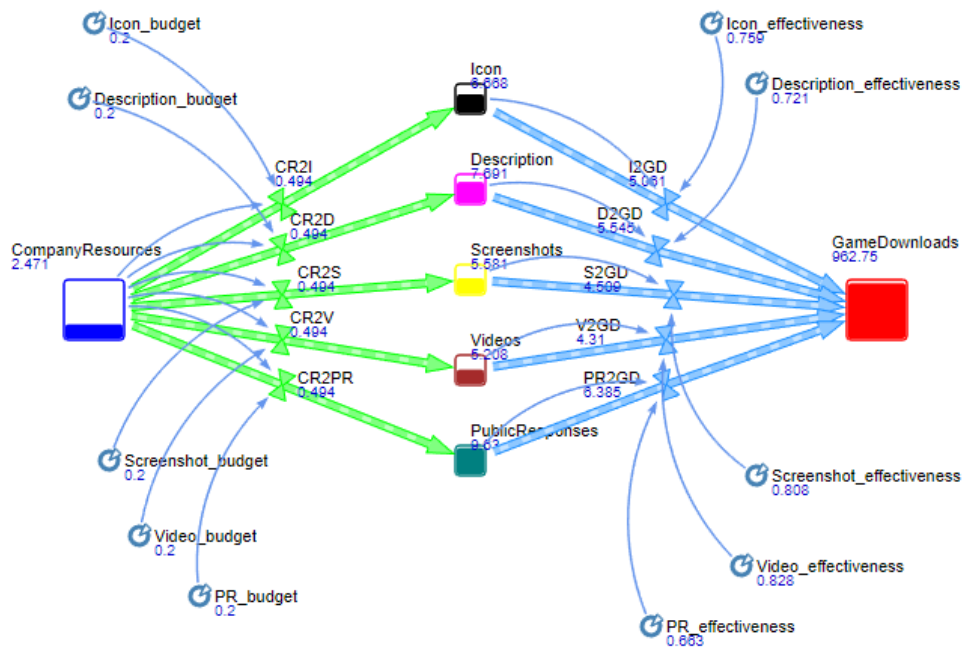 Icon_budget
0.2
Icon_effectiveness
0.759
Icon
6.668
Description_budget
0.2
Description_effectiveness
0.721
Description
7.691
CR2I
0.494
I2GD
5.061
CR2D
0.494
D2GD
5.545
CompanyResources
2.471
GameDownloads
962.75
Screenshots
5.581
CR2S
0.494
S2GD
4.509
CR2V
0.494
V2GD
4.31
Videos
5.208
CR2PR
0.494
PR2GD
6.385
PublicResponses
9.63
Screenshot_budget
0.2
Screenshot_effectiveness
0.808
Video_budget
0.2
Video_effectiveness
0.828
PR_budget
0.2
PR_effectiveness
0.663